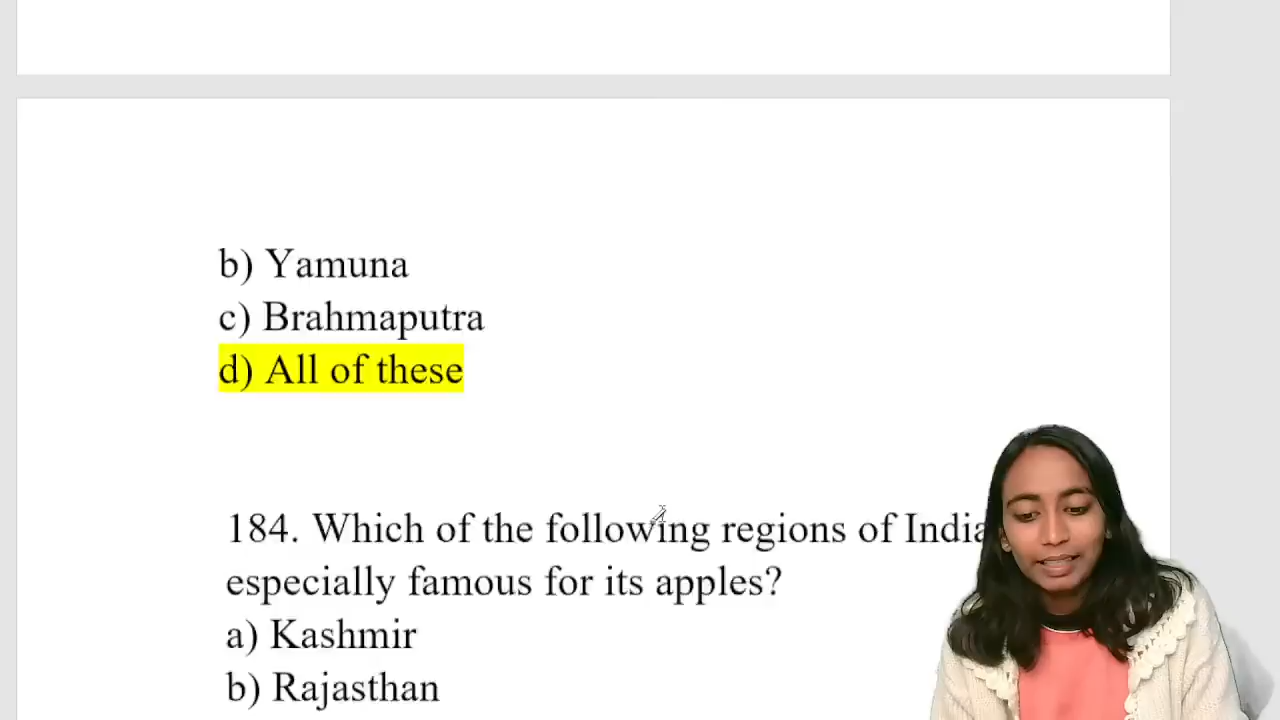 b) Yamuna
c) Brahmaputra
d) All of these
184. Which of the following regions of India
especially famous for its apples?
a) Kashmir
b) Rajasthan